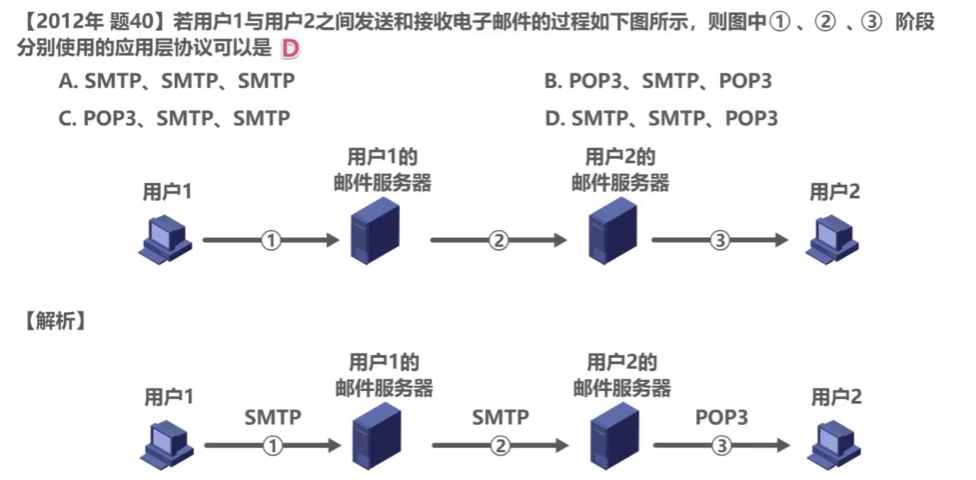 【2012年 题40】若用户1与用户2之间发送和接收电子邮件的过程如下图所示，则图中①、②、③ 阶段
分别使用的应用层协议可以是 D
A. SMTP、SMTP、SMTP
B. POP3、SMTP、POP3
C. POP3、SMTP、SMTP
D. SMTP、SMTP、POP3
用户1
用户1的
邮件服务器
用户2的
邮件服务器
用户2
①
②
③
【解析】
用户1
用户1的
邮件服务器
用户2的
邮件服务器
用户2
SMTP
①
SMTP
②
POP3
③